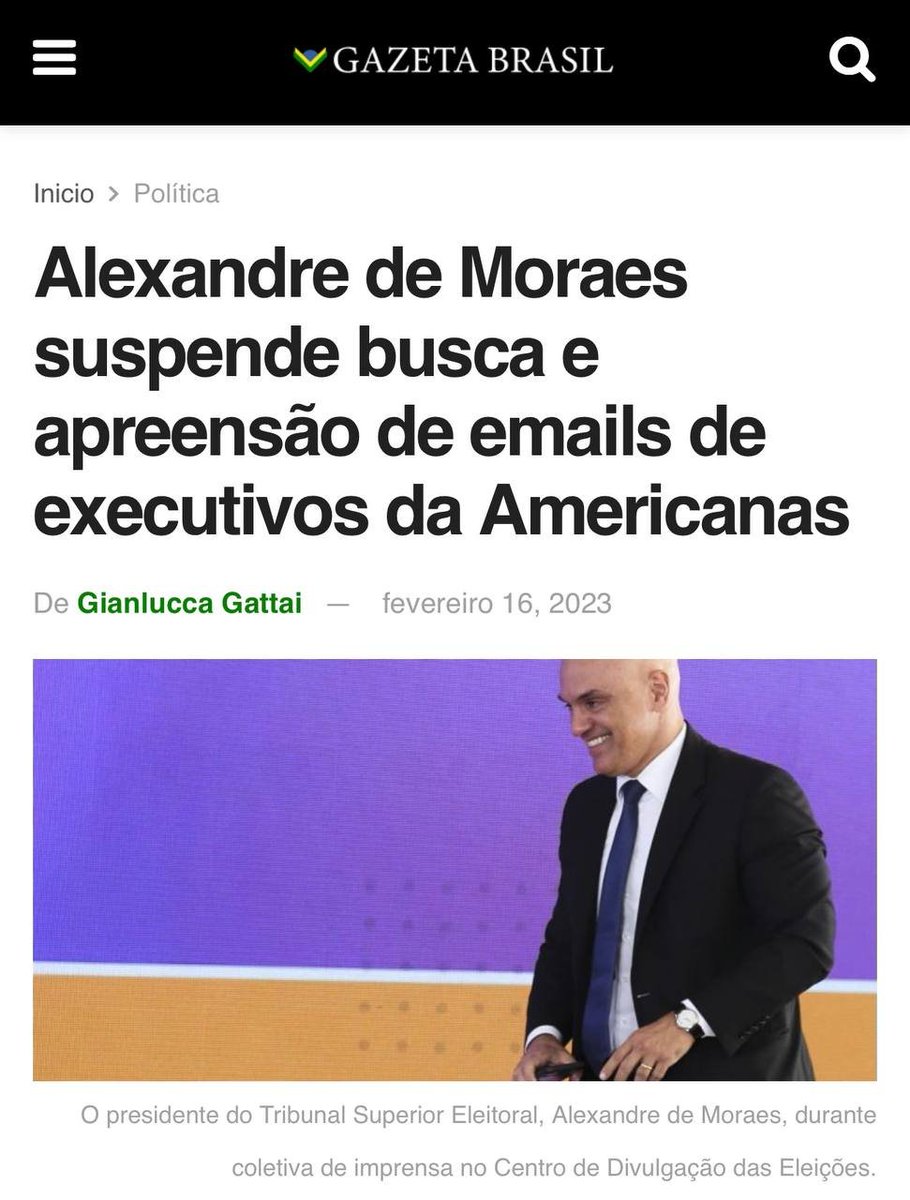 GAZETA BRASIL
Inicio > Política
Alexandre de Moraes
suspende busca e
apreensão de emails de
executivos da Americanas
De Gianlucca Gattai — fevereiro 16, 2023
O presidente do Tribunal Superior Eleitoral, Alexandre de Moraes, durante
coletiva de imprensa no Centro de Divulgação das Eleições.